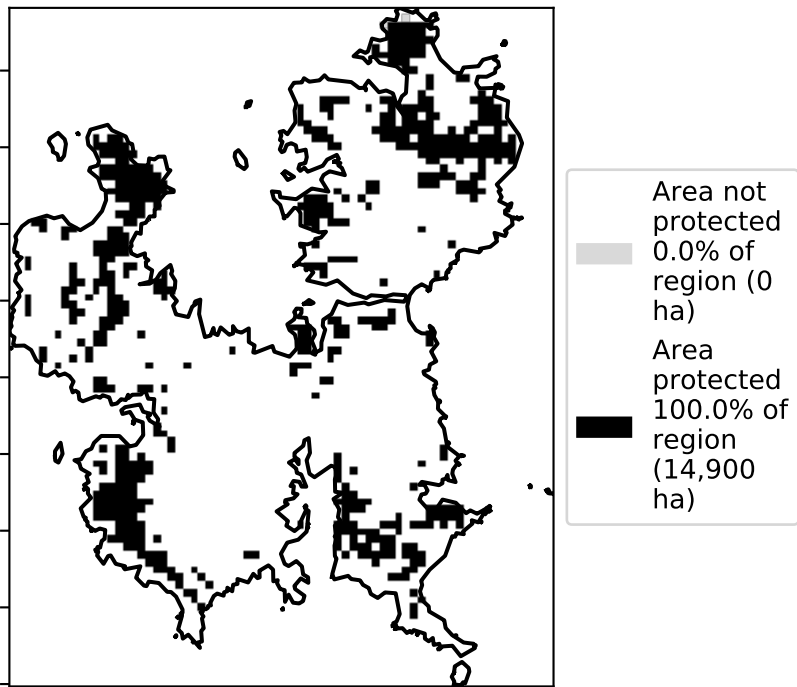 Area not
protected
0.0% of
region (0
ha)
Area
protected
100.0% of
region
(14,900
ha)